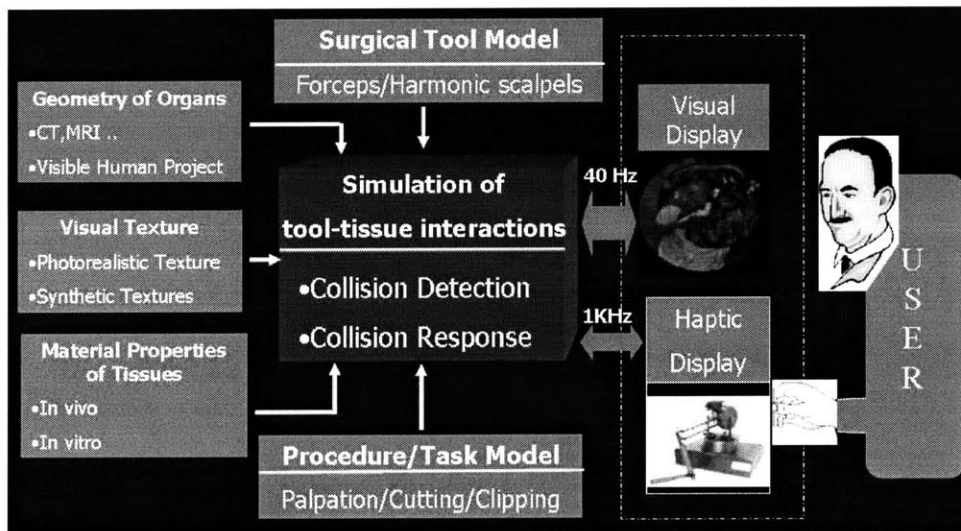 Surgical Tool Model
Forceps/Harmonic scalpels
Geometry of Organs
•CT,MRI ..
•Visible Human Project
Visual Texture
•Photorealistic Texture
•Synthetic Textures
Material Properties
of Tissues
•In vivo
•In vitro
Simulation of
tool-tissue interactions
•Collision Detection
•Collision Response
Procedure/Task Model
Palpation/Cutting/Clipping
40 Hz
1KHz
Visual
Display
Haptic
Display
USER